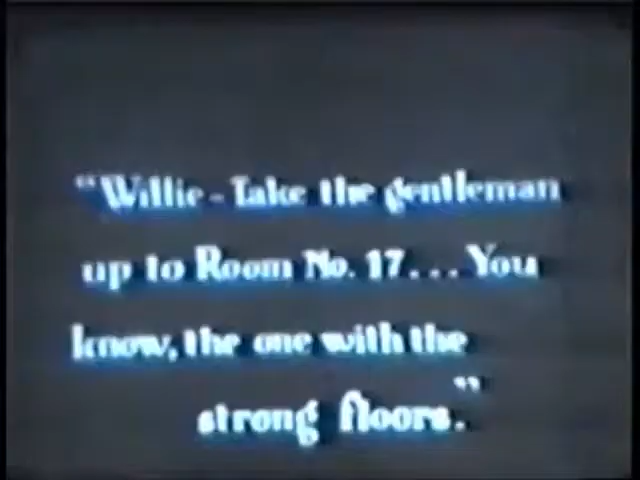 "Willie - Take the gentleman
up to Room No. 17... You
know, the one with the
strong floors."